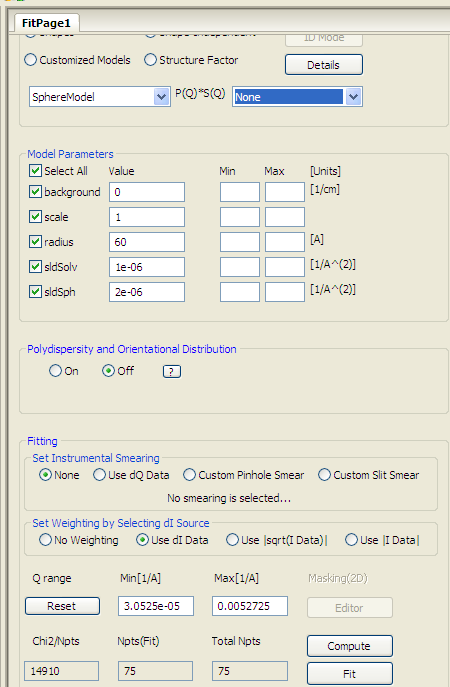 FitPage1
Shapes Shape-Independent
1D Mode
Customized Models Structure Factor
Details
SphereModel P(Q)*S(Q) None
Model Parameters
Select All Value Min Max [Units]
background 0 [1/cm]
scale 1
radius 60 [A]
sldSolv 1e-06 [1/A^(2)]
sldSph 2e-06 [1/A^(2)]
Polydispersity and Orientational Distribution
On Off ?
Fitting
Set Instrumental Smearing
None Use dQ Data Custom Pinhole Smear Custom Slit Smear
No smearing is selected...
Set Weighting by Selecting dI Source
No Weighting Use dI Data Use |sqrt(I Data)| Use |I Data|
Q range Min[1/A] Max[1/A] Masking(2D)
Reset 3.0525e-05 0.0052725 Editor
Chi2/Npts Npts(Fit) Total Npts Compute
14910 75 75 Fit